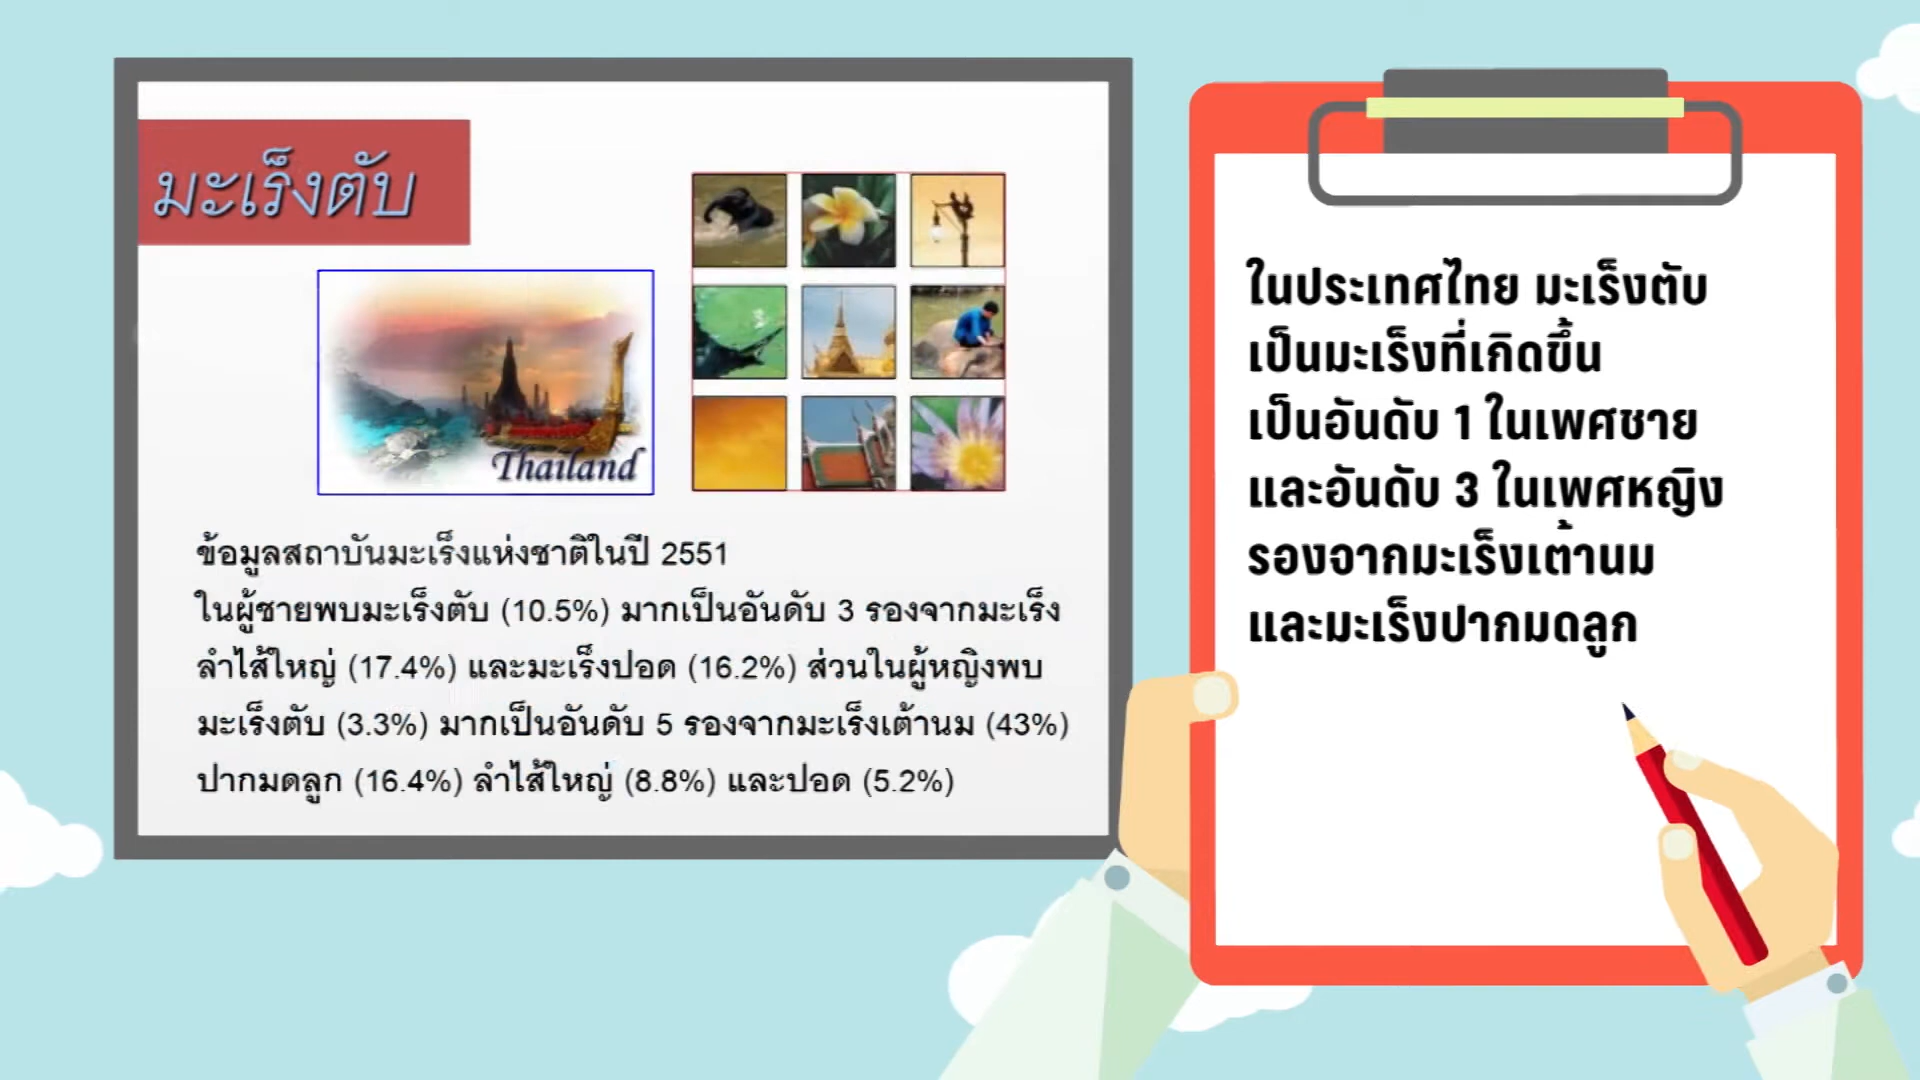 มะเร็งตับ
Thailand
ข้อมูลสถาบันมะเร็งแห่งชาติในปี 2551
ในผู้ชายพบมะเร็งตับ (10.5%) มากเป็นอันดับ 3 รองจากมะเร็ง
ลำไส้ใหญ่ (17.4%) และมะเร็งปอด (16.2%) ส่วนในผู้หญิงพบ
มะเร็งตับ (3.3%) มากเป็นอันดับ 5 รองจากมะเร็งเต้านม (43%)
ปากมดลูก (16.4%) ลำไส้ใหญ่ (8.8%) และปอด (5.2%)
ในประเทศไทย มะเร็งตับ
เป็นมะเร็งที่เกิดขึ้น
เป็นอันดับ 1 ในเพศชาย
และอันดับ 3 ในเพศหญิง
รองจากมะเร็งเต้านม
และมะเร็งปากมดลูก